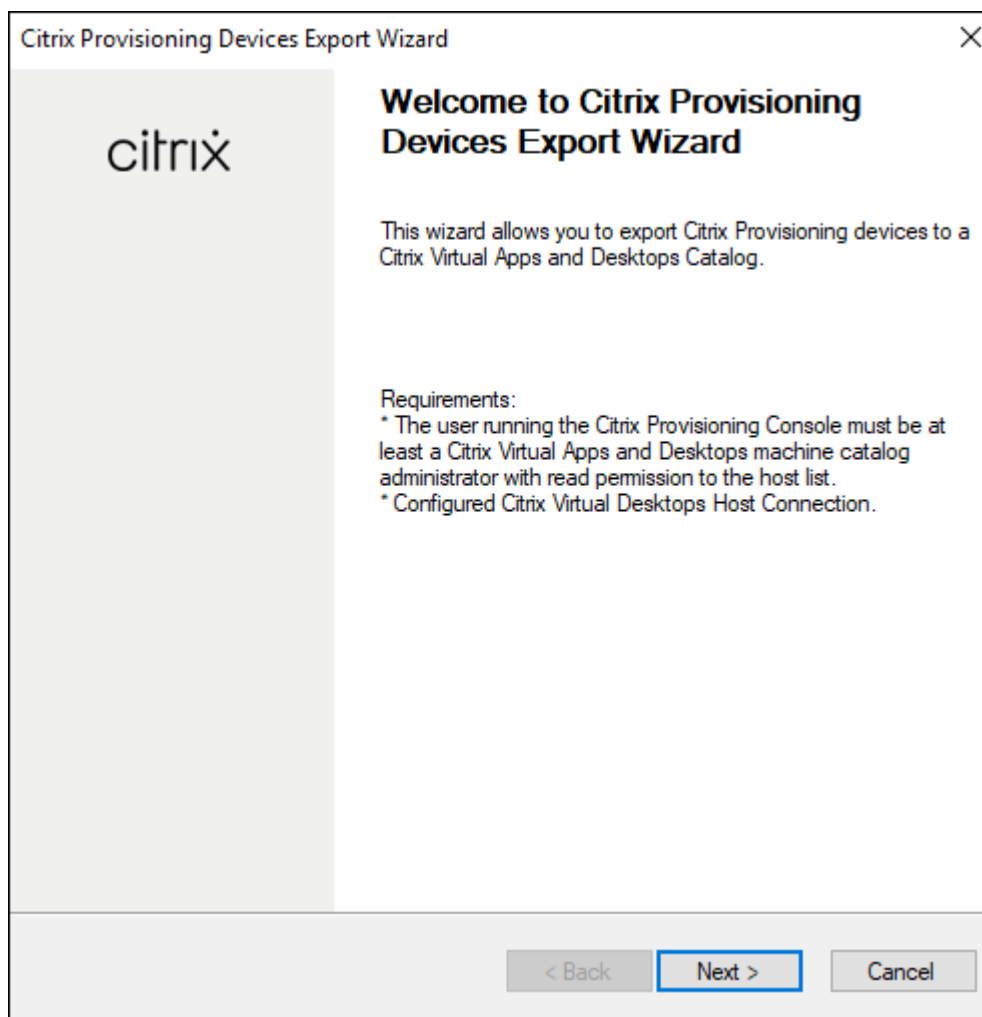 Citrix Provisioning Devices Export Wizard
citrix
Welcome to Citrix Provisioning
Devices Export Wizard
This wizard allows you to export Citrix Provisioning devices to a
Citrix Virtual Apps and Desktops Catalog.
Requirements:
* The user running the Citrix Provisioning Console must be at
least a Citrix Virtual Apps and Desktops machine catalog
administrator with read permission to the host list.
* Configured Citrix Virtual Desktops Host Connection.
< Back
Next >
Cancel